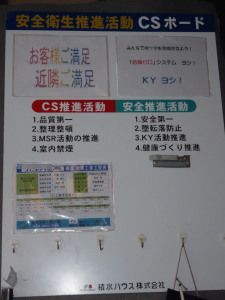 安全衛生推進活動 CSボード
お客様ご満足
近隣ご満足
KY ヨシ!
CS推進活動
1.品質第一
2.整理整頓
3.MSR活動の推進
4.室内禁煙
安全推進活動
1.安全第一
2.墜転落防止
3.KY活動推進
4.健康づくり推進
積水ハウス株式会社